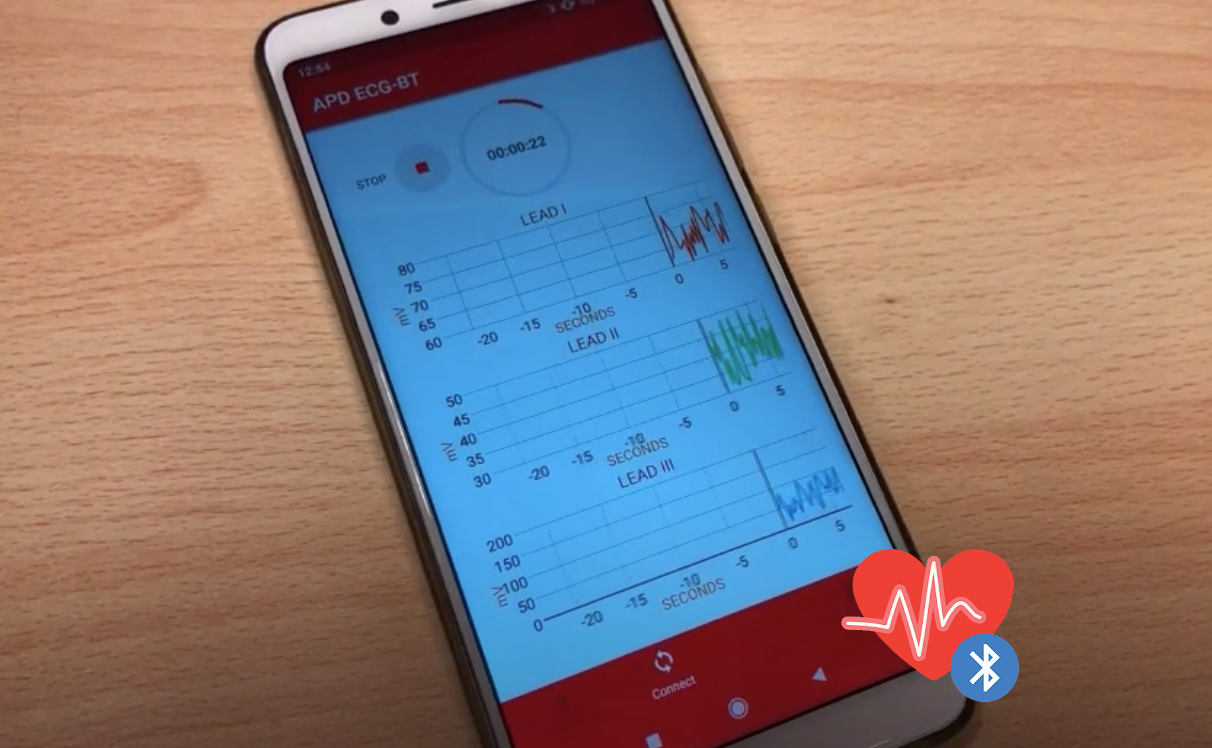 12:54
APD ECG-BT
STOP
00:00:22
LEAD I
80
75
70
65
60
mV
-20 -15 -10 -5 0 5
SECONDS
LEAD II
50
45
40
35
30
mV
-20 -15 -10 -5 0 5
SECONDS
LEAD III
200
150
100
50
0
mV
-20 -15 -10 -5 0 5
SECONDS
Connect